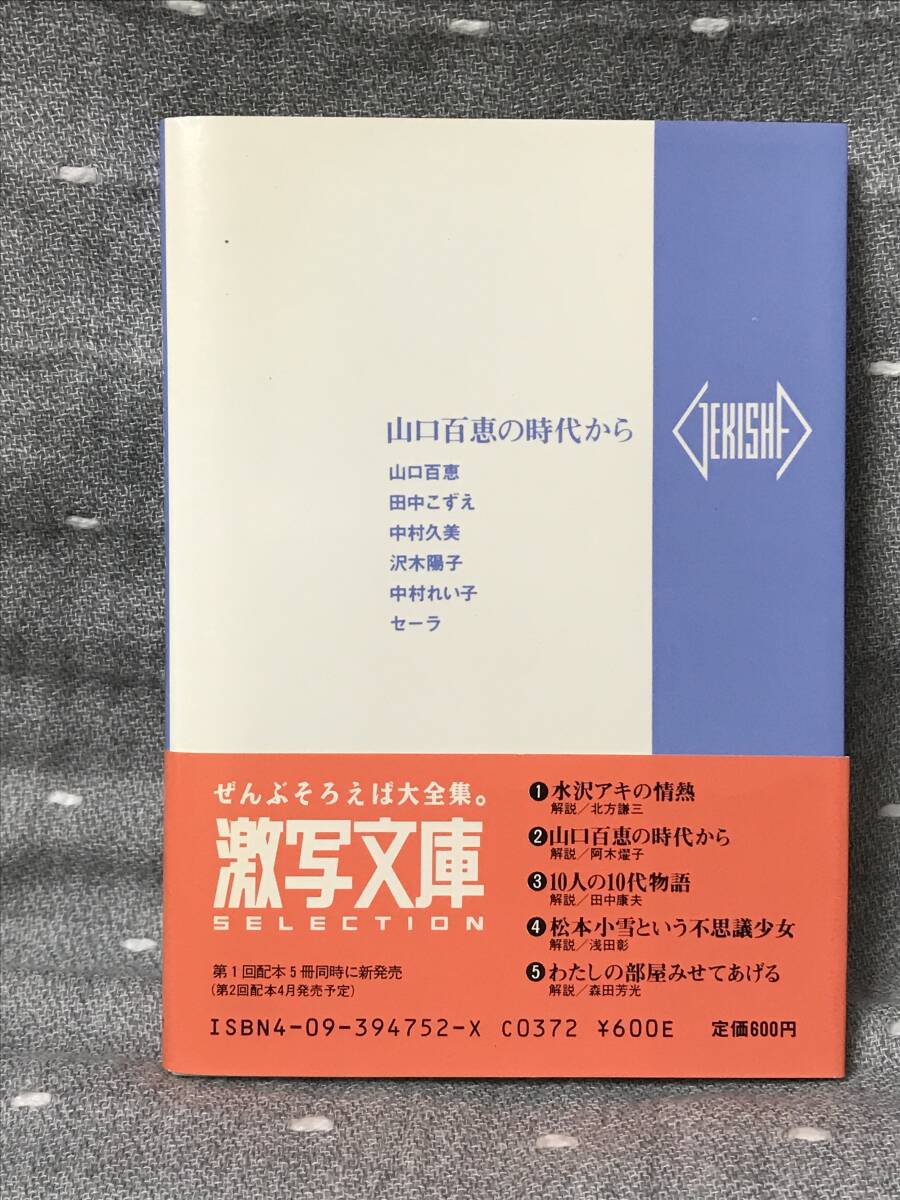 山口百恵の時代から
山口百恵
田中こずえ
中村久美
沢木陽子
中村れい子
セーラ
GEKISHA
ぜんぶそろえば大全集。
激写文庫
SELECTION
第1回配本5冊同時に新発売
(第2回配本4月発売予定)
❶水沢アキの情熱
解説/北方謙三
❷山口百恵の時代から
解説/阿木燿子
❸10人の10代物語
解説/田中康夫
❹松本小雪という不思議少女
解説/浅田彰
❺わたしの部屋みせてあげる
解説/森田芳光
ISBN4-09-394752-X C0372 ¥600E 定価600円